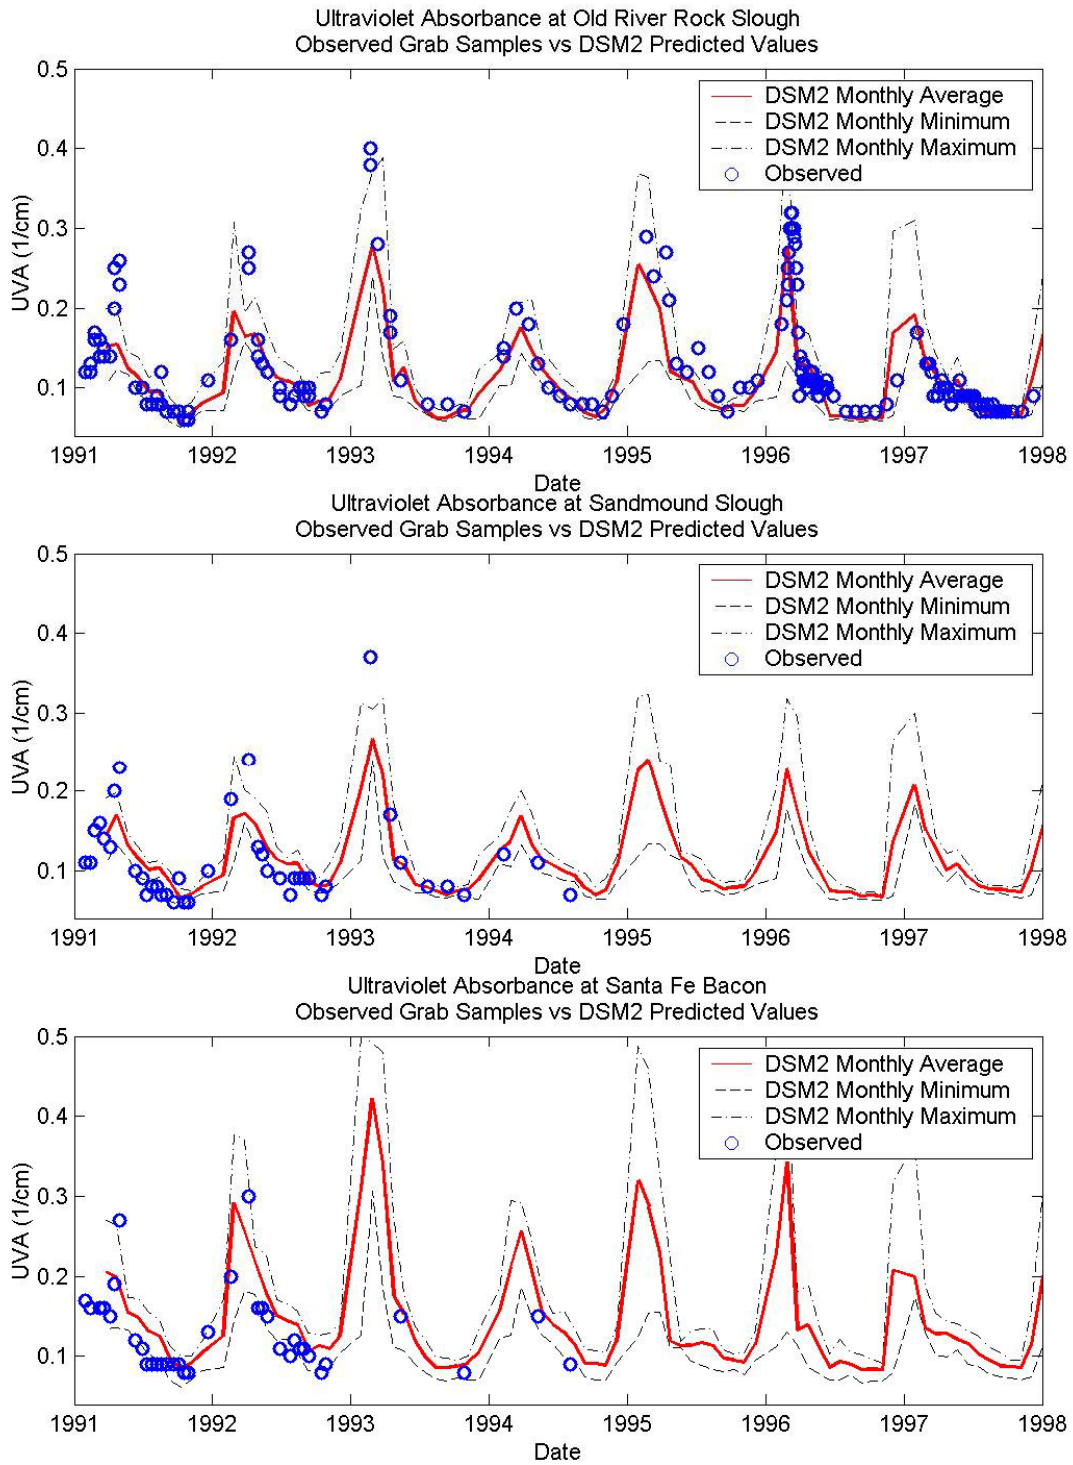 Ultraviolet Absorbance at Old River Rock Slough
Observed Grab Samples vs DSM2 Predicted Values
0.5
0.4
0.3
0.2
0.1
UVA (1/cm)
DSM2 Monthly Average
DSM2 Monthly Minimum
DSM2 Monthly Maximum
Observed
1991 1992 1993 1994 1995 1996 1997 1998
Date
Ultraviolet Absorbance at Sandmound Slough
Observed Grab Samples vs DSM2 Predicted Values
0.5
0.4
0.3
0.2
0.1
UVA (1/cm)
DSM2 Monthly Average
DSM2 Monthly Minimum
DSM2 Monthly Maximum
Observed
1991 1992 1993 1994 1995 1996 1997 1998
Date
Ultraviolet Absorbance at Santa Fe Bacon
Observed Grab Samples vs DSM2 Predicted Values
0.5
0.4
0.3
0.2
0.1
UVA (1/cm)
DSM2 Monthly Average
DSM2 Monthly Minimum
DSM2 Monthly Maximum
Observed
1991 1992 1993 1994 1995 1996 1997 1998
Date